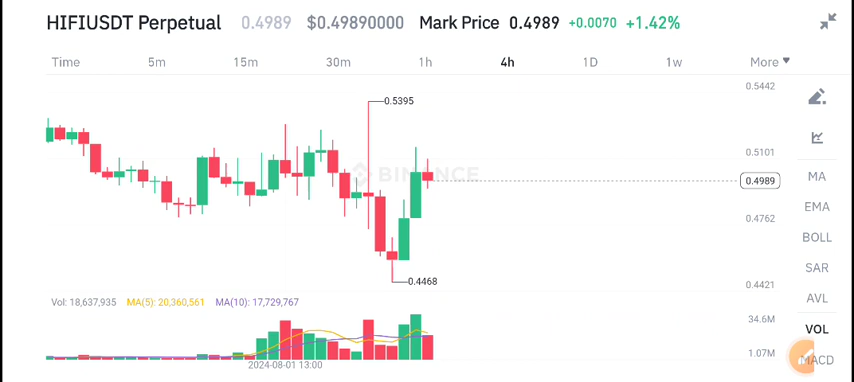 HIFIUSDT Perpetual 0.4989 $0.49890000 Mark Price 0.4989 +0.0070 +1.42%
Time 5m 15m 30m 1h 4h 1D 1w More
0.5442
0.5395
0.5101
BINANCE
0.4989
0.4762
0.4468
0.4421
MA
EMA
BOLL
SAR
AVL
VOL
MACD
Vol: 18,637,935 MA(5): 20,360,561 MA(10): 17,729,767
34.6M
1.07M
2024-08-01 13:00